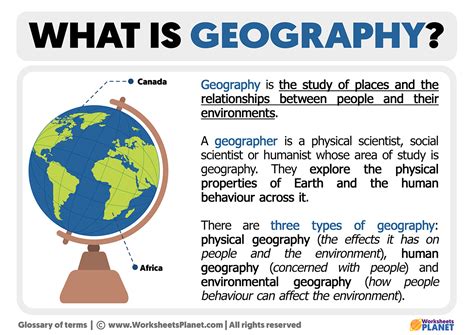 WHAT IS GEOGRAPHY?
Canada
Africa
Geography is the study of places and the
relationships between people and their
environments.
A geographer is a physical scientist, social
scientist or humanist whose area of study is
geography. They explore the physical
properties of Earth and the human
behaviour across it.
There are three types of geography:
physical geography (the effects it has on
people and the environment), human
geography (concerned with people) and
environmental geography (how people
behaviour can affect the environment).
Glossary of terms | © www.WorksheetsPlanet.com | All rights reserved
Worksheets
PLANET